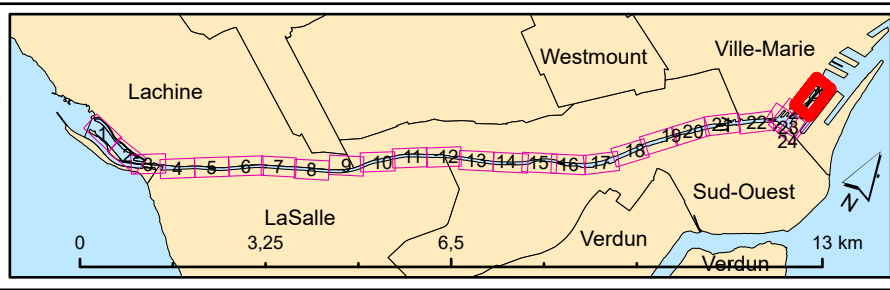 Westmount
Ville-Marie
Lachine
1
2
3 4 5 6 7 8 9 10 11 12 13 14 15 16 17 18 19 20 21 22 23
24
Sud-Ouest
N
LaSalle
Verdun
0 3,25 6,5 13 km
Verdun